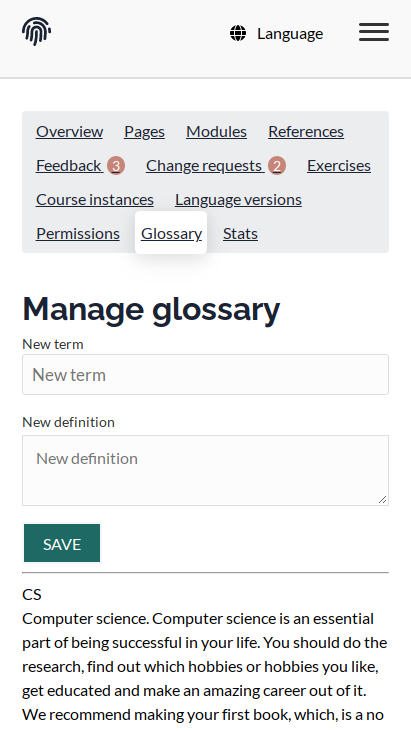 Language
Overview Pages Modules References
Feedback 3 Change requests 2 Exercises
Course instances Language versions
Permissions Glossary Stats
Manage glossary
New term
New term
New definition
New definition
SAVE
CS
Computer science. Computer science is an essential
part of being successful in your life. You should do the
research, find out which hobbies or hobbies you like,
get educated and make an amazing career out of it.
We recommend making your first book, which, is a no